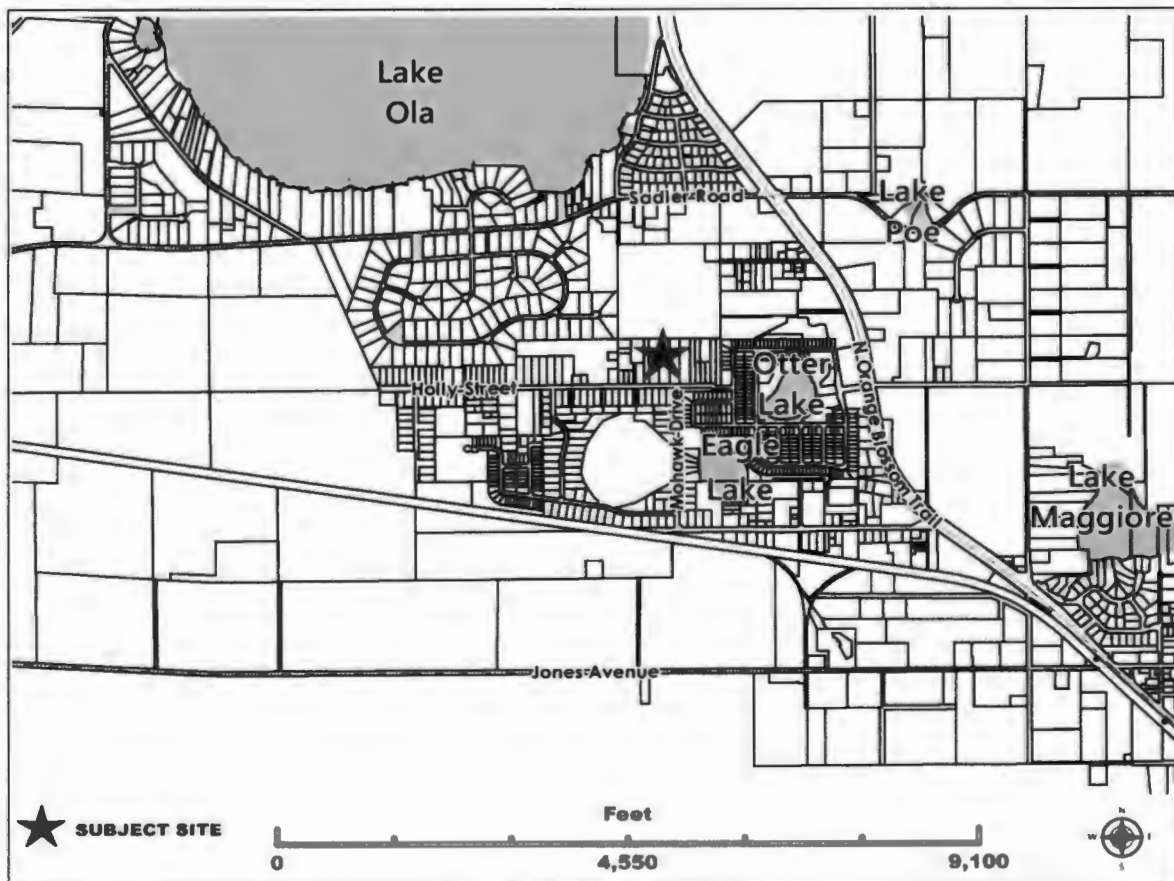 Lake
Ola
Sadler Road
Lake
Poe
Holly Street
Otter
Lake
Mohawk Drive
Eagle
Lake
N Orange Blossom Trail
Lake
Maggiore
Jones Avenue
SUBJECT SITE
Feet
0
4,550
9,100
N
W
S